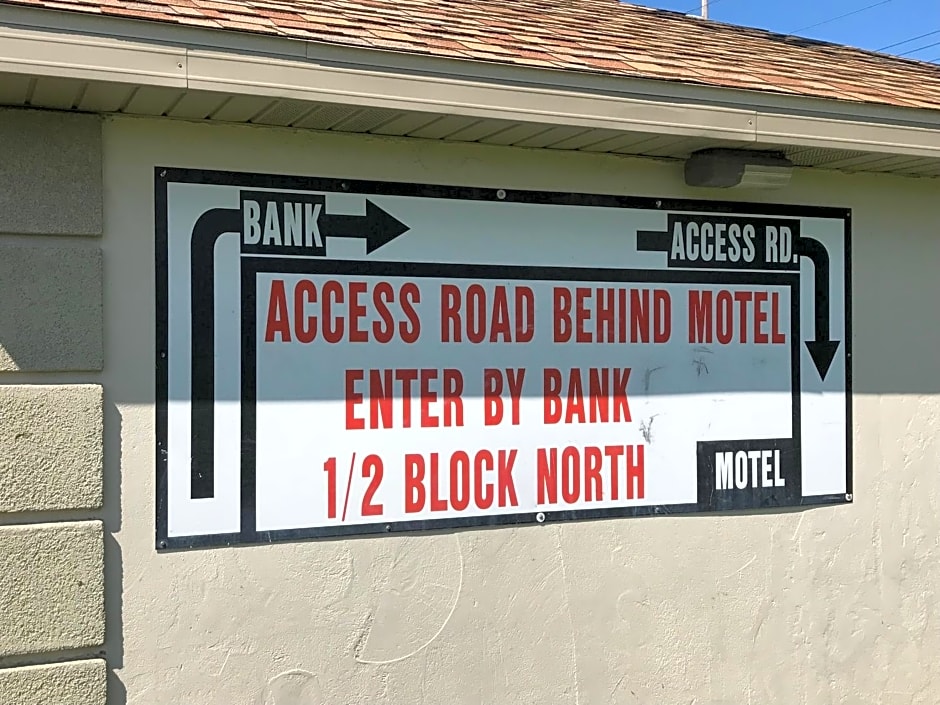 BANK
ACCESS RD.
ACCESS ROAD BEHIND MOTEL
ENTER BY BANK
1/2 BLOCK NORTH
MOTEL